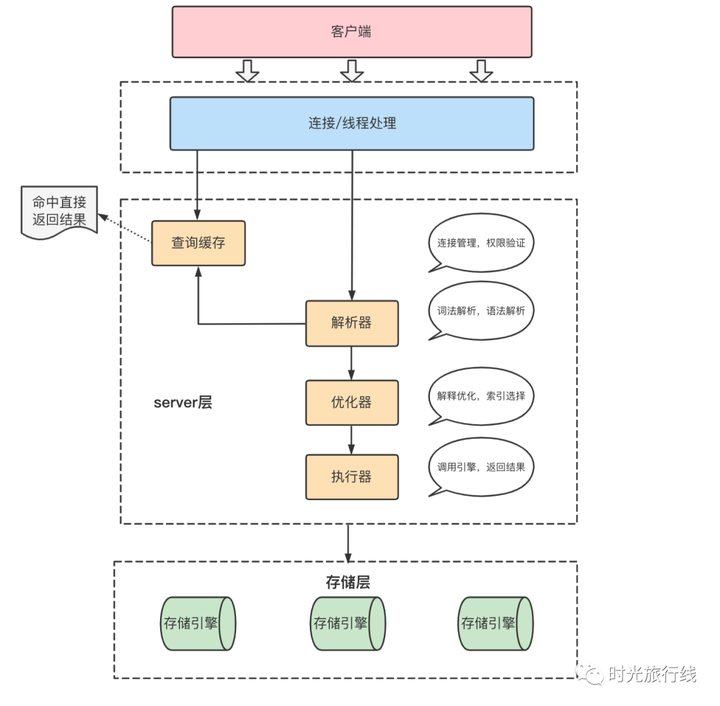 客户端
连接/线程处理
命中直接
返回结果
查询缓存
连接管理，权限验证
解析器
词法解析，语法解析
server层
优化器
解释优化，索引选择
执行器
调用引擎，返回结果
存储层
存储引擎
存储引擎
存储引擎
时光旅行线